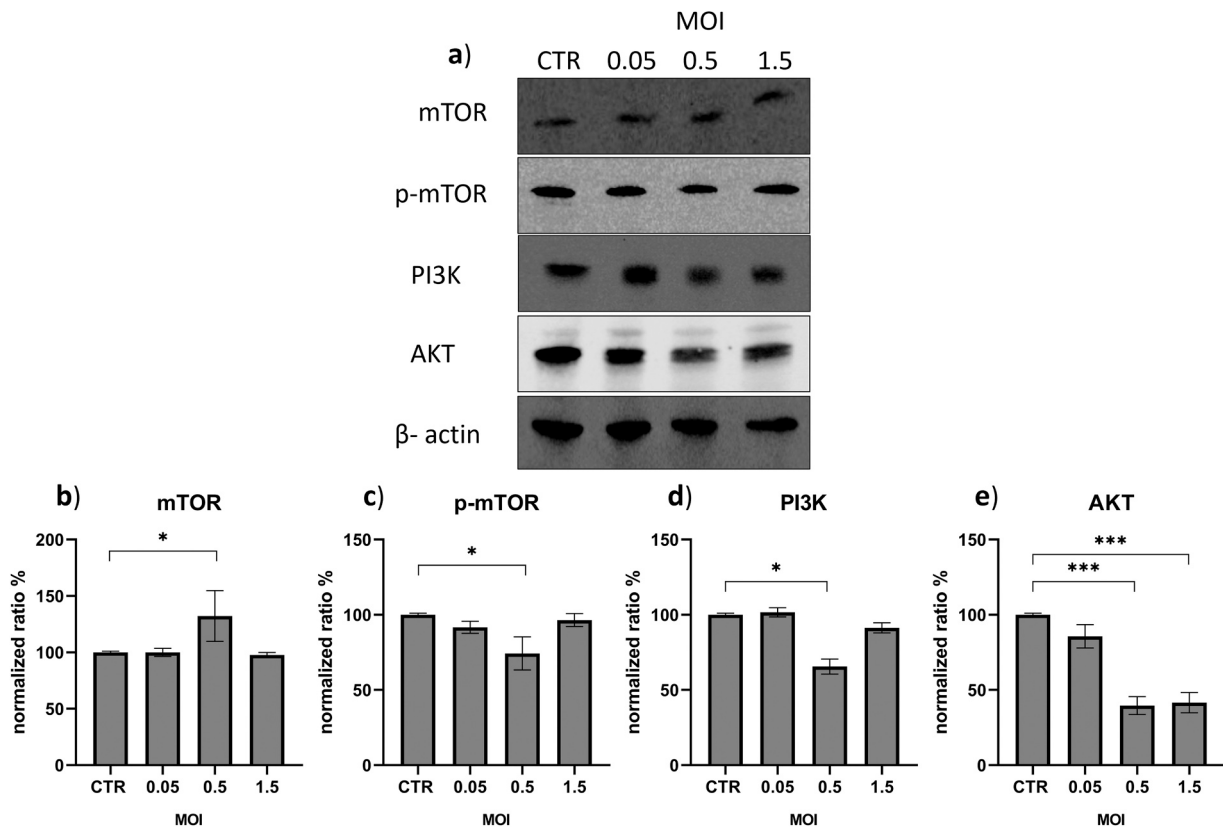 MOI
a)
CTR 0.05 0.5 1.5
mTOR
p-mTOR
PI3K
AKT
β- actin
b) mTOR
normalized ratio %
200
150
100
50
0
*
CTR 0.05 0.5 1.5
MOI
c) p-mTOR
normalized ratio %
150
100
50
0
*
CTR 0.05 0.5 1.5
MOI
d) PI3K
normalized ratio %
150
100
50
0
*
CTR 0.05 0.5 1.5
MOI
e) AKT
normalized ratio %
150
100
50
0
***
***
CTR 0.05 0.5 1.5
MOI